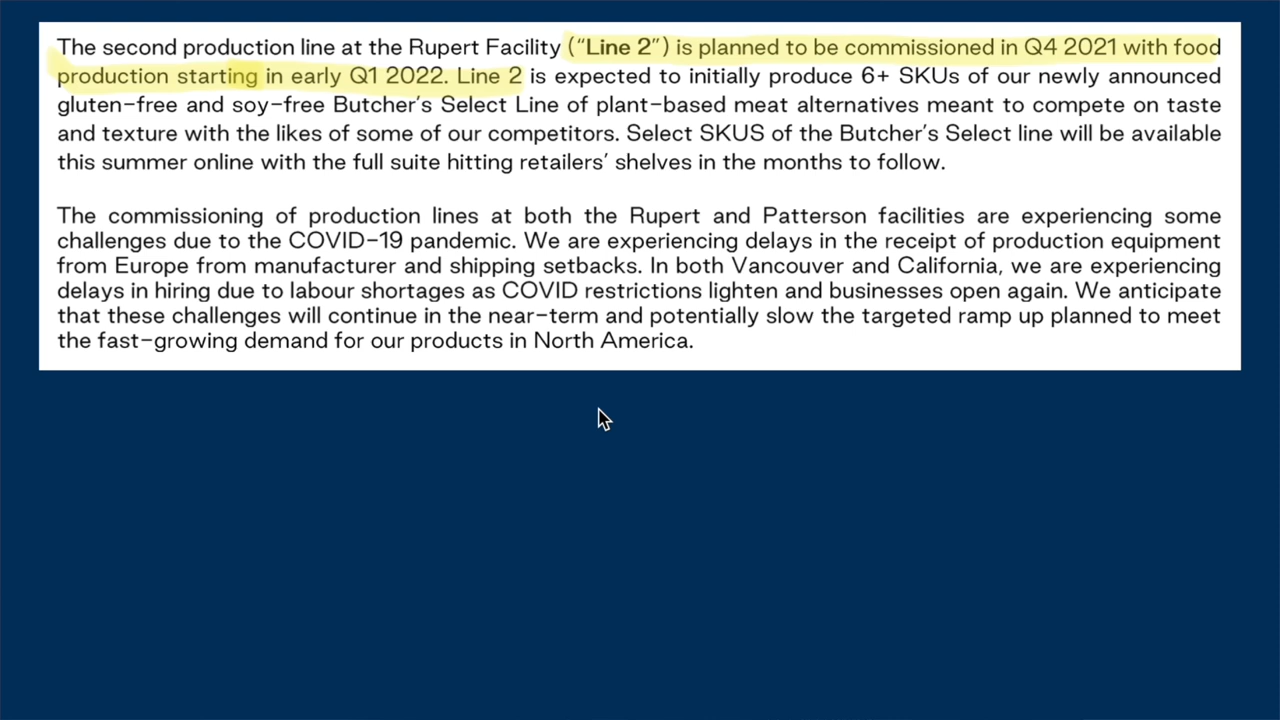 The second production line at the Rupert Facility (“Line 2”) is planned to be commissioned in Q4 2021 with food
production starting in early Q1 2022. Line 2 is expected to initially produce 6+ SKUs of our newly announced
gluten-free and soy-free Butcher’s Select Line of plant-based meat alternatives meant to compete on taste
and texture with the likes of some of our competitors. Select SKUS of the Butcher’s Select line will be available
this summer online with the full suite hitting retailers’ shelves in the months to follow.
The commissioning of production lines at both the Rupert and Patterson facilities are experiencing some
challenges due to the COVID-19 pandemic. We are experiencing delays in the receipt of production equipment
from Europe from manufacturer and shipping setbacks. In both Vancouver and California, we are experiencing
delays in hiring due to labour shortages as COVID restrictions lighten and businesses open again. We anticipate
that these challenges will continue in the near-term and potentially slow the targeted ramp up planned to meet
the fast-growing demand for our products in North America.